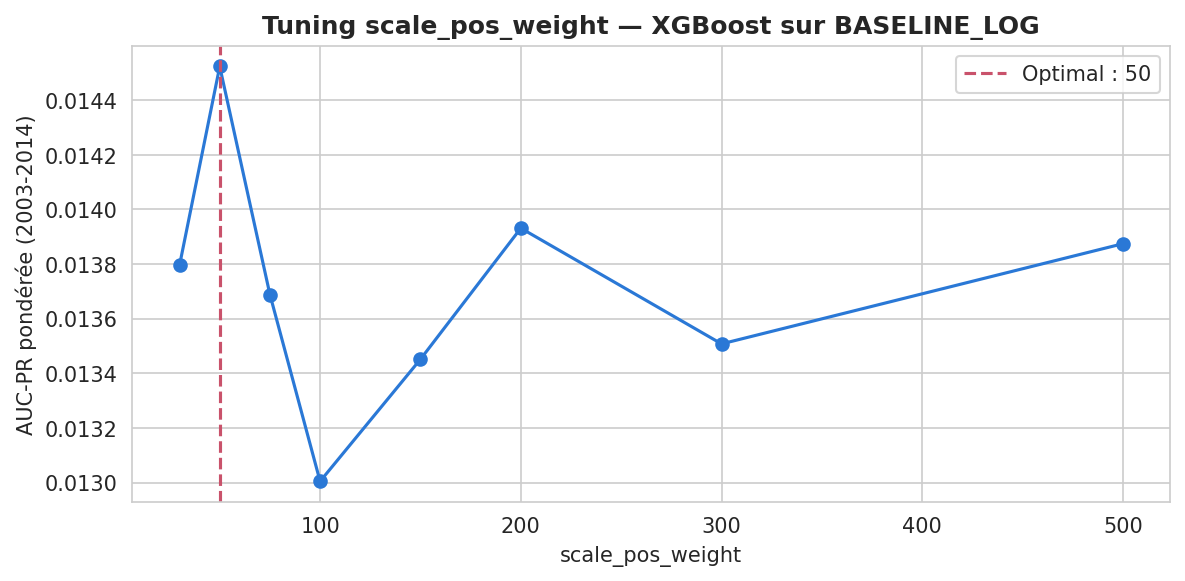 Tuning scale_pos_weight — XGBoost sur BASELINE_LOG
Optimal : 50
AUC-PR pondérée (2003-2014)
0.0144
0.0142
0.0140
0.0138
0.0136
0.0134
0.0132
0.0130
100 200 300 400 500
scale_pos_weight